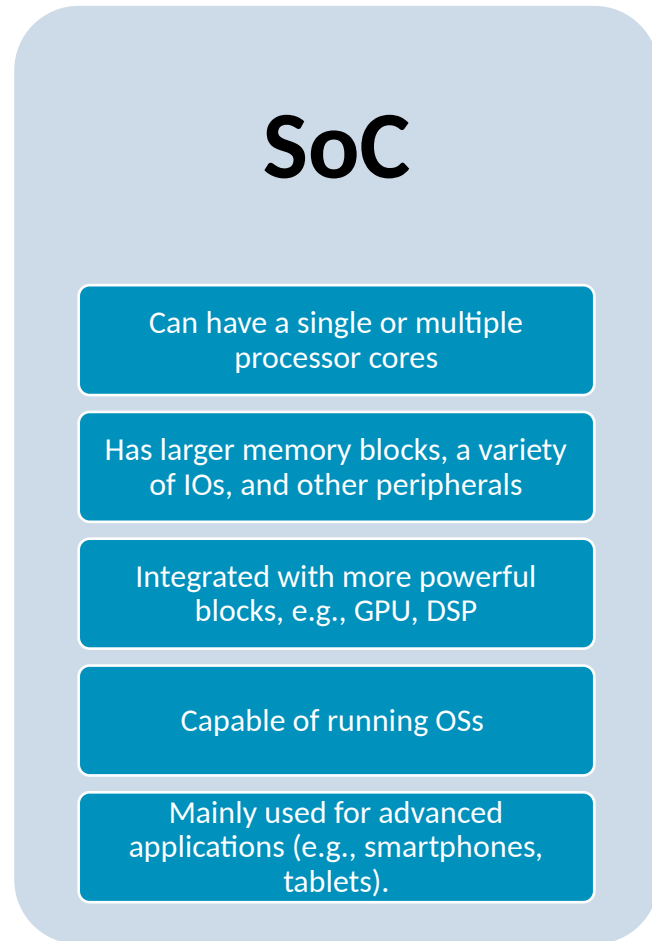 SoC
Can have a single or multiple
processor cores
Has larger memory blocks, a variety
of IOs, and other peripherals
Integrated with more powerful
blocks, e.g., GPU, DSP
Capable of running OSs
Mainly used for advanced
applications (e.g., smartphones,
tablets).